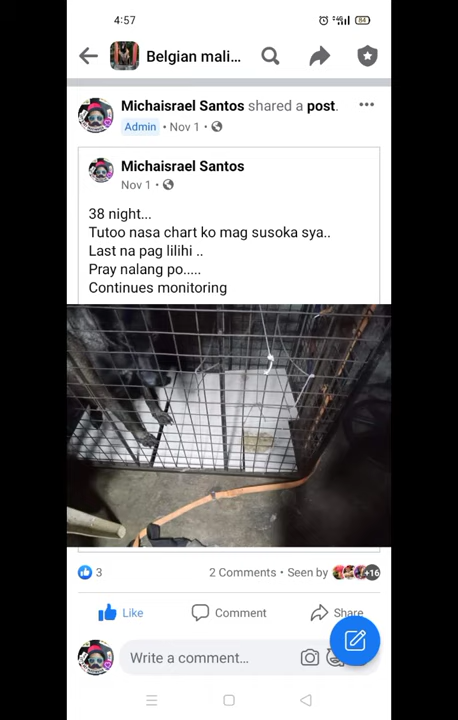 4:57
84
Belgian mali...
Michaisrael Santos shared a post.
Admin • Nov 1 •
Michaisrael Santos
Nov 1 •
38 night...
Tutoo nasa chart ko mag susoka sya..
Last na pag lilihi ..
Pray nalang po.....
Continues monitoring
3
2 Comments • Seen by
+16
Like
Comment
Share
Write a comment...